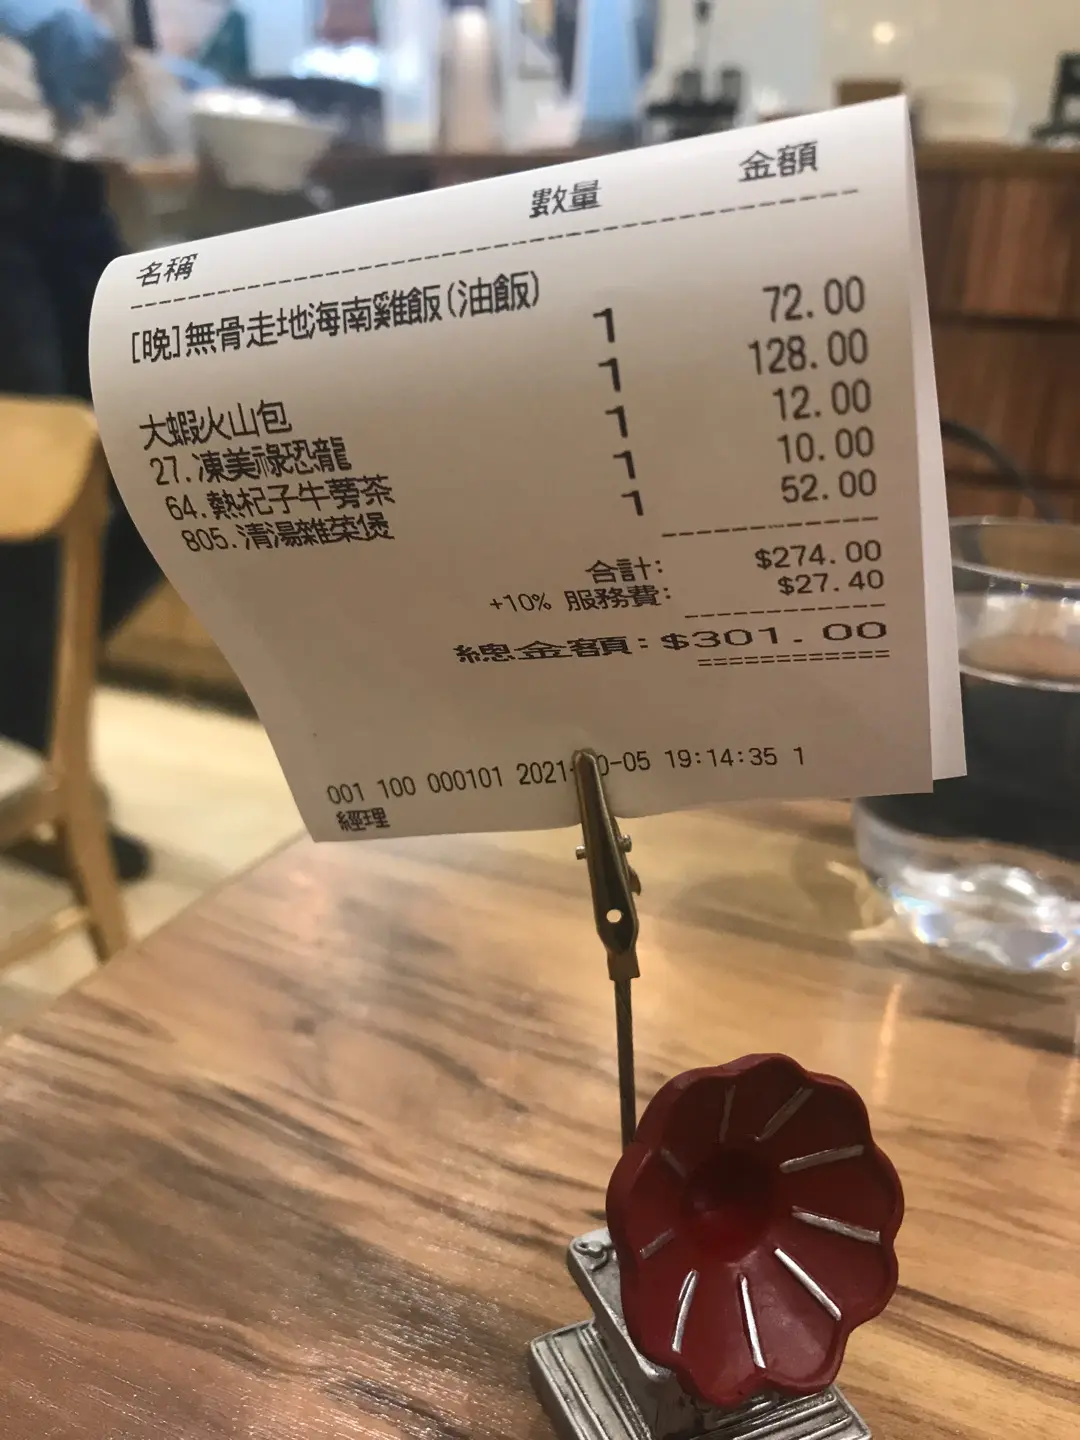 名稱 數量 金額
[晚]無骨走地海南雞飯(油飯) 1 72.00
大蝦火山包 1 128.00
27.凍美祿恐龍 1 12.00
64.熱杞子牛蒡茶 1 10.00
805.清湯雜菜煲 1 52.00
合計: $274.00
+10% 服務費: $27.40
總金額:$301.00
001 100 000101 2021- 0-05 19:14:35 1
經理